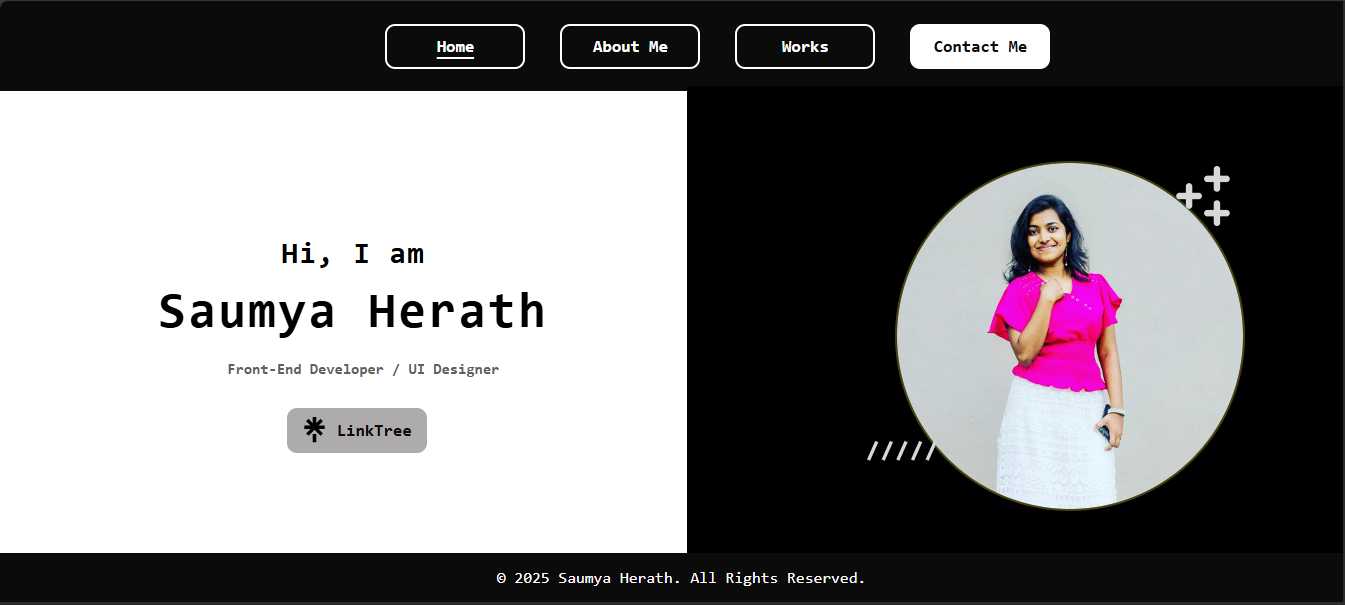 Home
About Me
Works
Contact Me
Hi, I am
Saumya Herath
Front-End Developer / UI Designer
LinkTree
© 2025 Saumya Herath. All Rights Reserved.